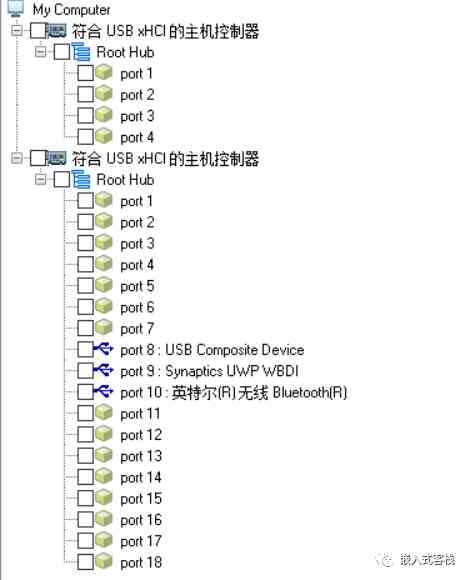 My Computer
符合 USB xHCI 的主机控制器
Root Hub
port 1
port 2
port 3
port 4
符合 USB xHCI 的主机控制器
Root Hub
port 1
port 2
port 3
port 4
port 5
port 6
port 7
port 8 : USB Composite Device
port 9 : Synaptics UWP WBDI
port 10 : 英特尔(R) 无线 Bluetooth(R)
port 11
port 12
port 13
port 14
port 15
port 16
port 17
port 18
嵌入式客栈